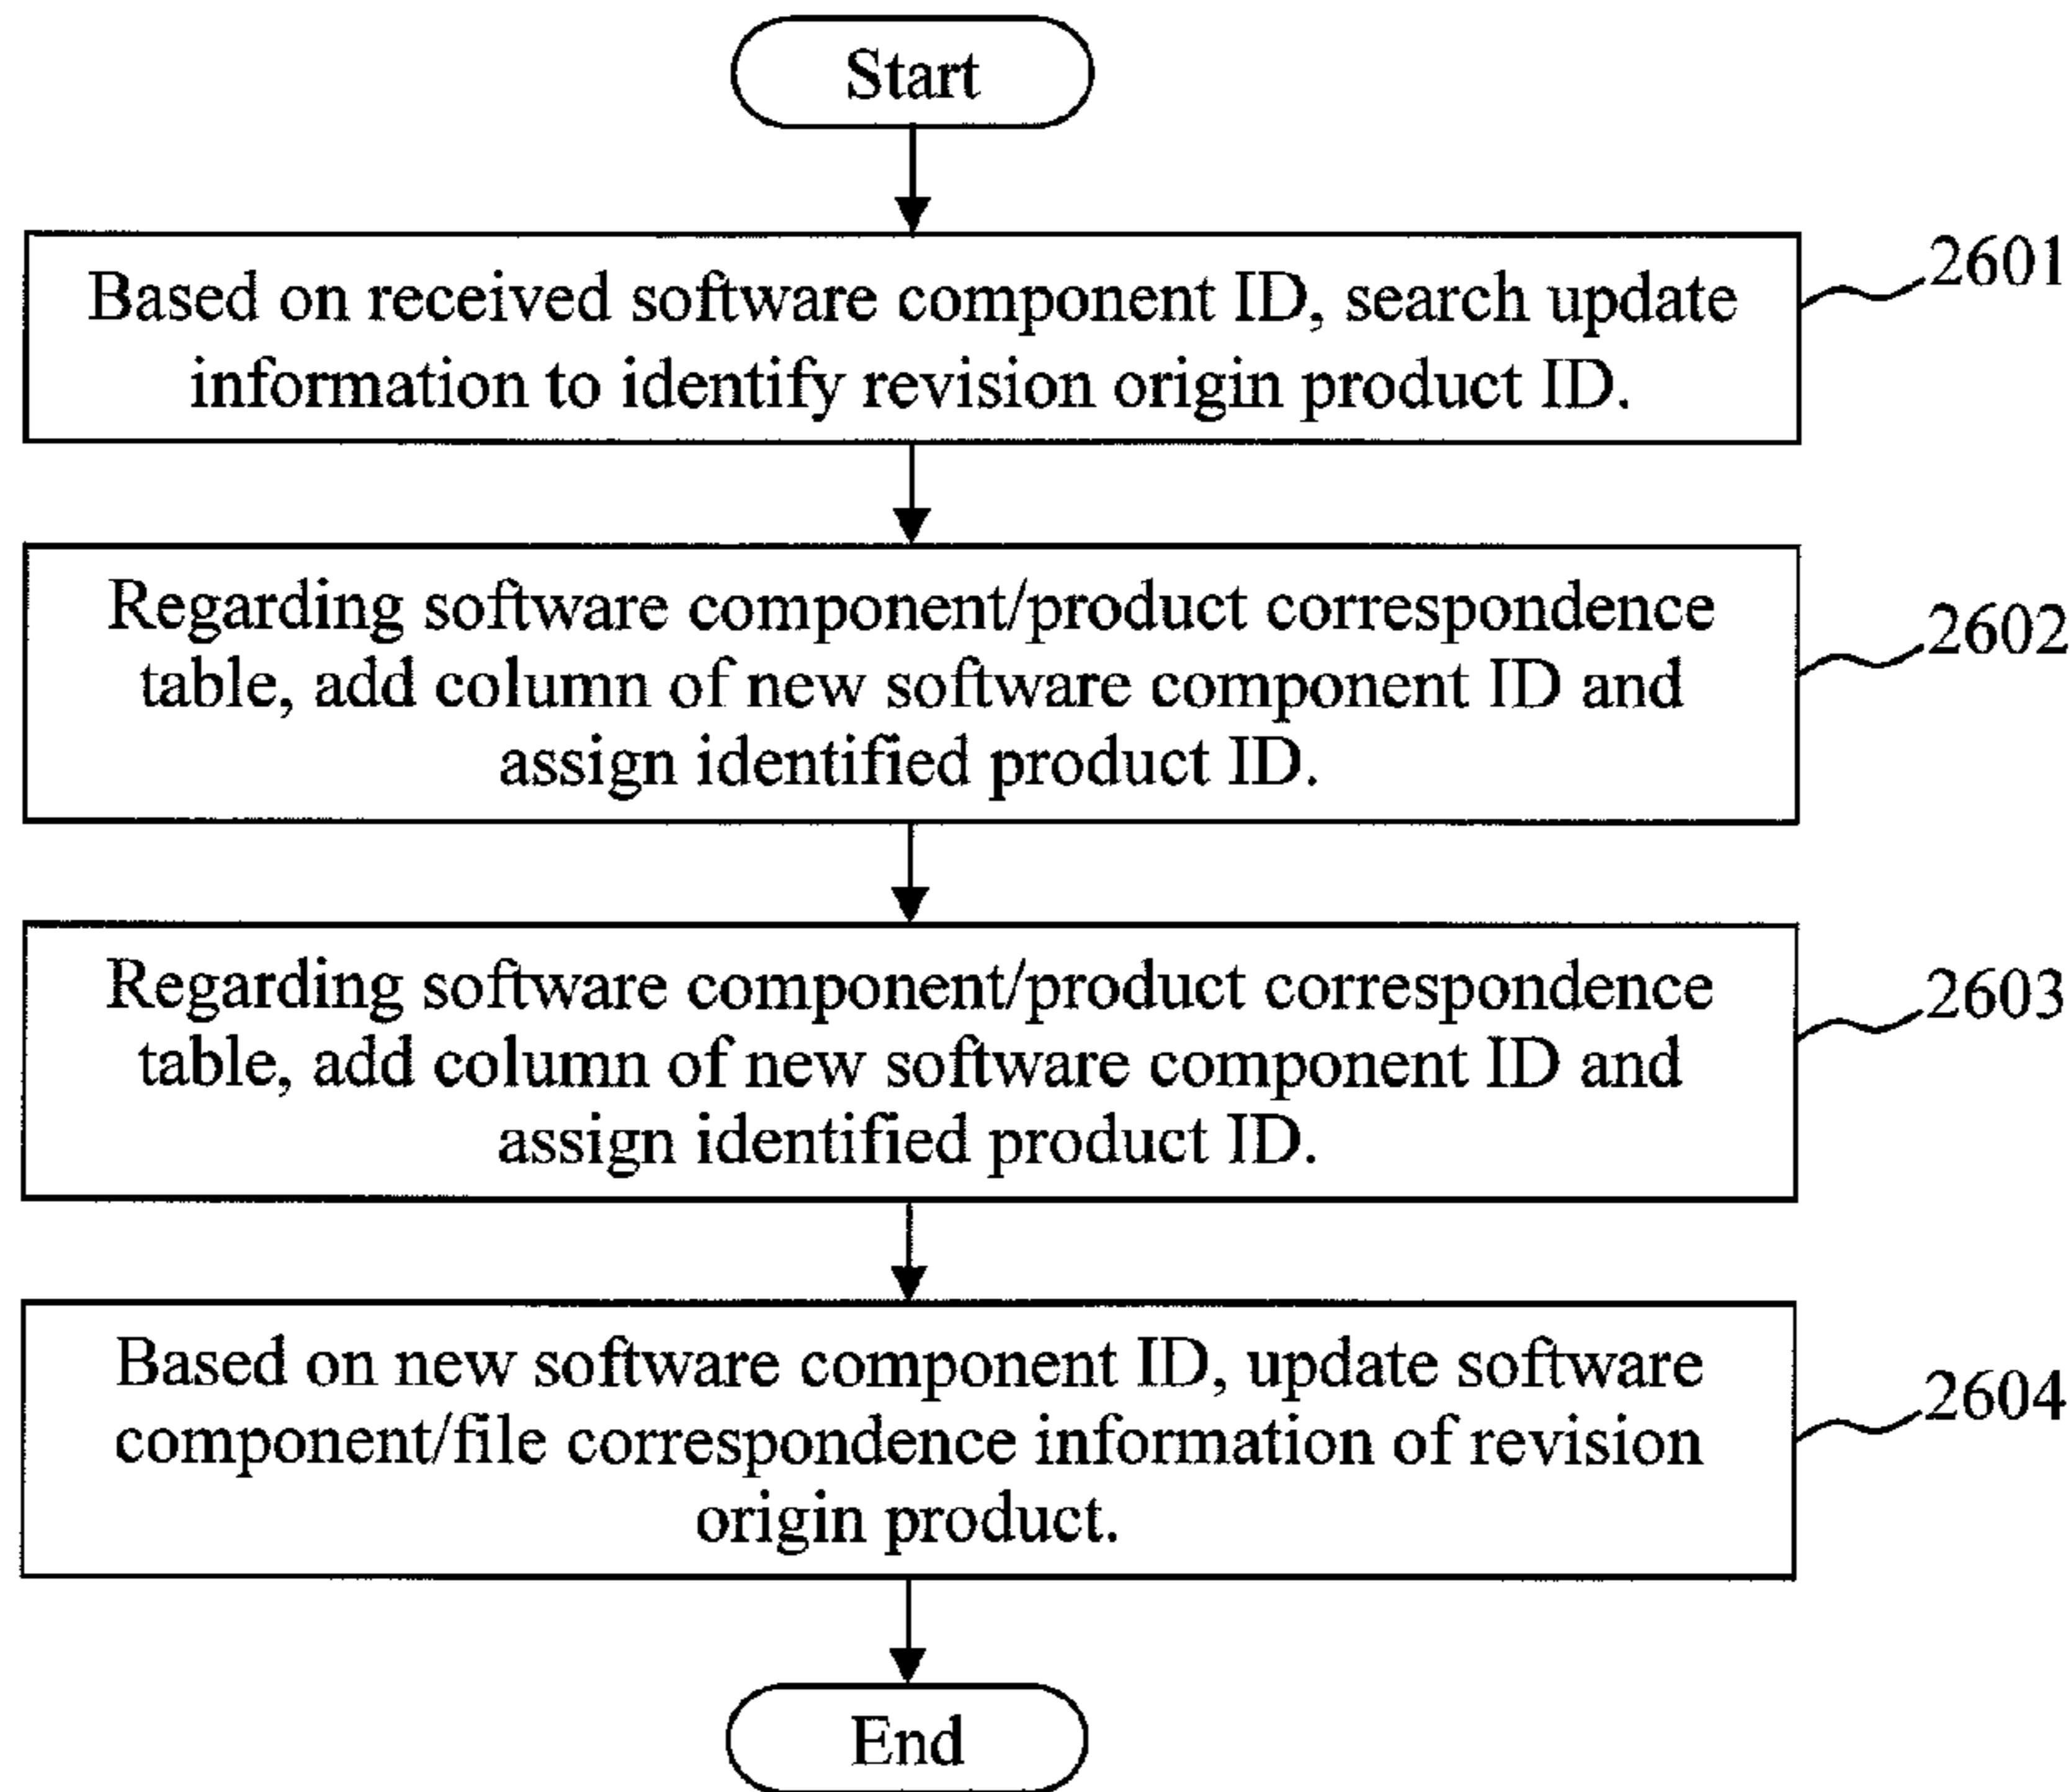 Start
Based on received software component ID, search update
information to identify revision origin product ID.
2601
Regarding software component/product correspondence
table, add column of new software component ID and
assign identified product ID.
2602
Regarding software component/product correspondence
table, add column of new software component ID and
assign identified product ID.
2603
Based on new software component ID, update software
component/file correspondence information of revision
origin product.
2604
End